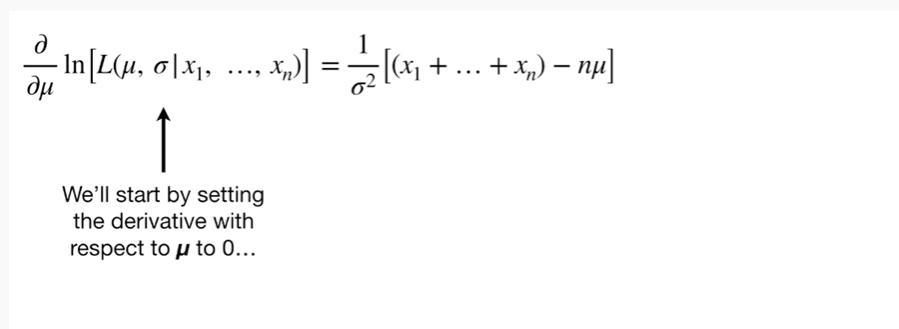 ∂/∂μ ln[L(μ, σ|x₁, …, xₙ)] = 1/σ² [(x₁ + … + xₙ) − nμ]
We'll start by setting
the derivative with
respect to μ to 0…